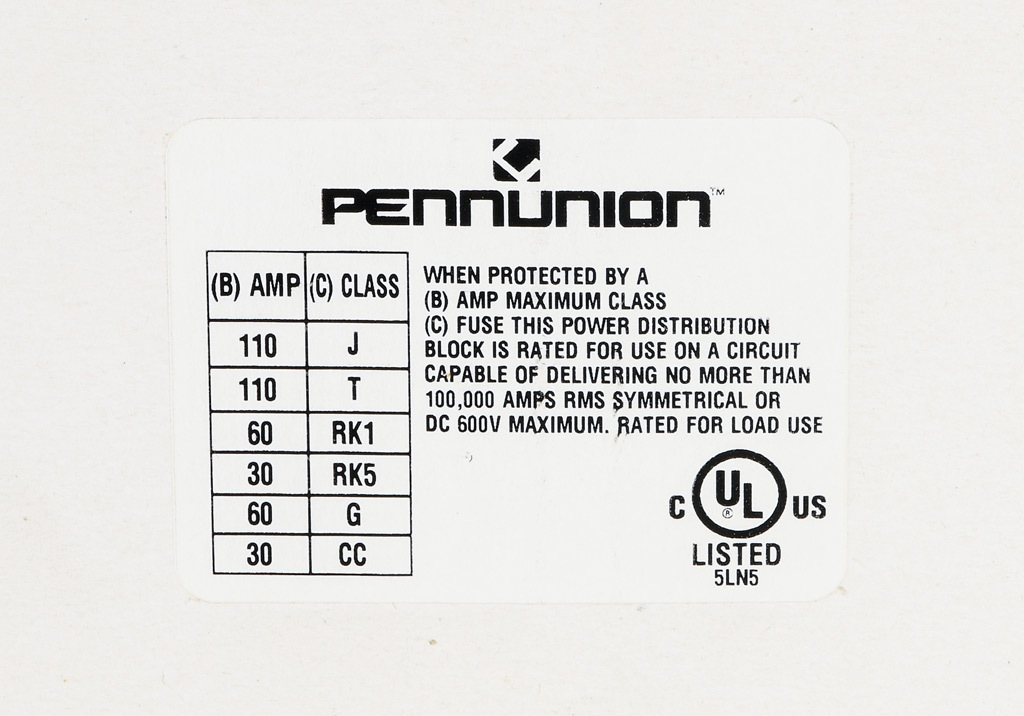 PENNUNION™
(B) AMP (C) CLASS
110 J
110 T
60 RK1
30 RK5
60 G
30 CC
WHEN PROTECTED BY A
(B) AMP MAXIMUM CLASS
(C) FUSE THIS POWER DISTRIBUTION
BLOCK IS RATED FOR USE ON A CIRCUIT
CAPABLE OF DELIVERING NO MORE THAN
100,000 AMPS RMS SYMMETRICAL OR
DC 600V MAXIMUM. RATED FOR LOAD USE
C UL® US
LISTED
5LN5